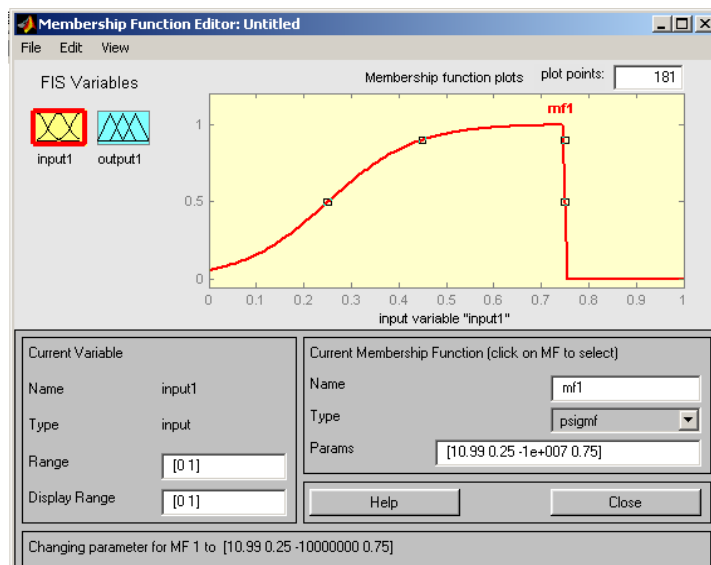 Membership Function Editor: Untitled
File Edit View
FIS Variables
Membership function plots plot points: 181
input1 output1
mf1
1
0.5
0
0 0.1 0.2 0.3 0.4 0.5 0.6 0.7 0.8 0.9 1
input variable "input1"
Current Variable
Name input1
Type input
Range [0 1]
Display Range [0 1]
Current Membership Function (click on MF to select)
Name mf1
Type psigmf
Params [10.99 0.25 -1e+007 0.75]
Help Close
Changing parameter for MF 1 to [10.99 0.25 -10000000 0.75]